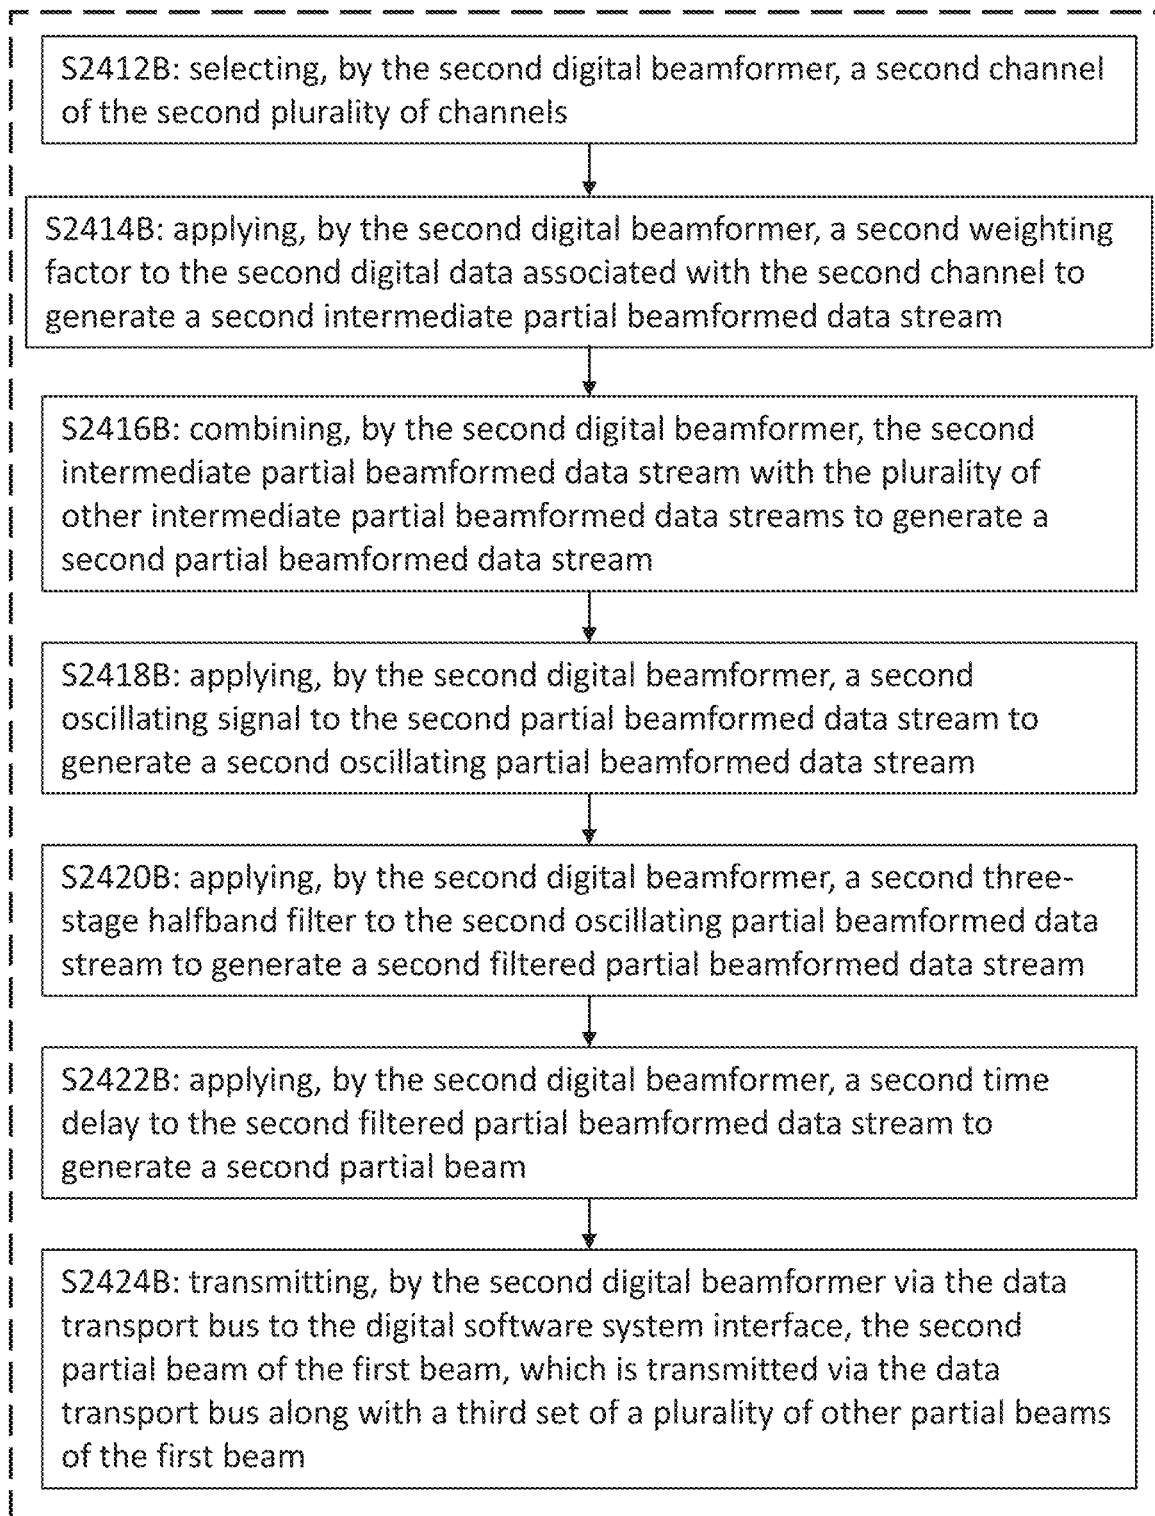 S2412B: selecting, by the second digital beamformer, a second channel
of the second plurality of channels
S2414B: applying, by the second digital beamformer, a second weighting
factor to the second digital data associated with the second channel to
generate a second intermediate partial beamformed data stream
S2416B: combining, by the second digital beamformer, the second
intermediate partial beamformed data stream with the plurality of
other intermediate partial beamformed data streams to generate a
second partial beamformed data stream
S2418B: applying, by the second digital beamformer, a second
oscillating signal to the second partial beamformed data stream to
generate a second oscillating partial beamformed data stream
S2420B: applying, by the second digital beamformer, a second three-
stage halfband filter to the second oscillating partial beamformed data
stream to generate a second filtered partial beamformed data stream
S2422B: applying, by the second digital beamformer, a second time
delay to the second filtered partial beamformed data stream to
generate a second partial beam
S2424B: transmitting, by the second digital beamformer via the data
transport bus to the digital software system interface, the second
partial beam of the first beam, which is transmitted via the data
transport bus along with a third set of a plurality of other partial beams
of the first beam